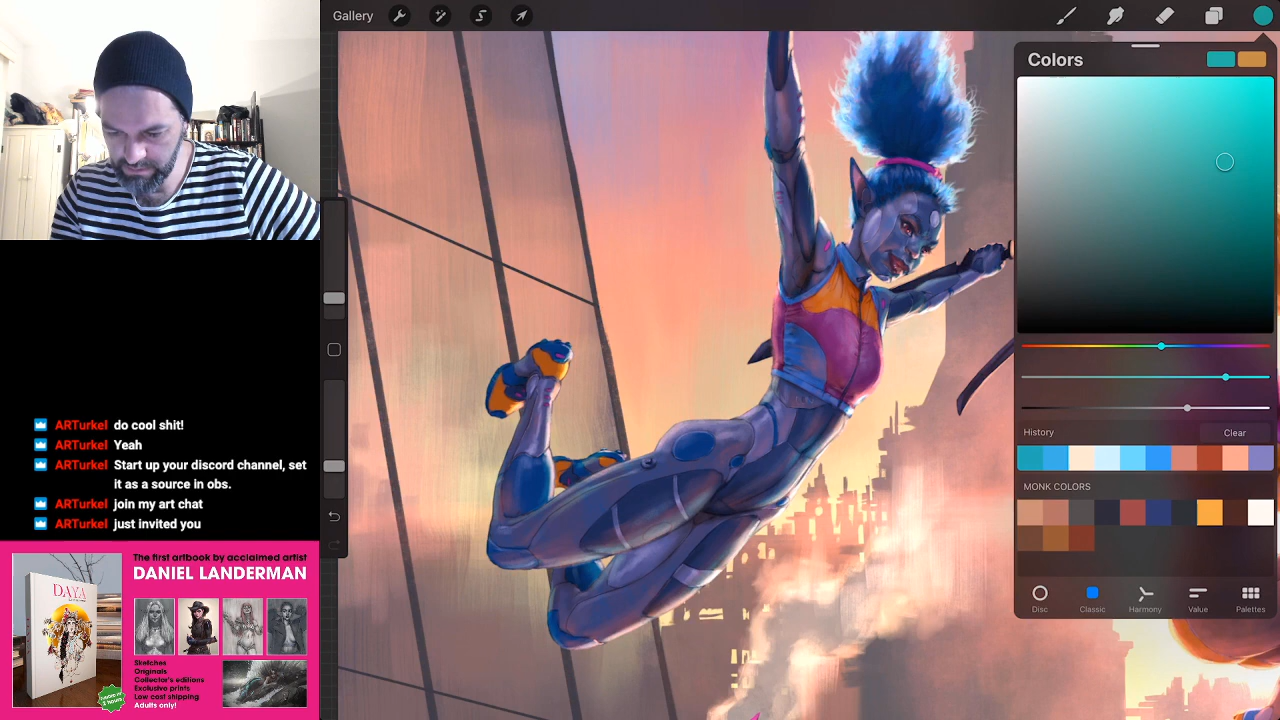 Gallery
Colors
History
Clear
MONK COLORS
Disc
Classic
Harmony
Value
Palettes
ARTurkel do cool shit!
ARTurkel Yeah
ARTurkel Start up your discord channel, set
it as a source in obs.
ARTurkel join my art chat
ARTurkel just invited you
The first artbook by acclaimed artist
DANIEL LANDERMAN
DAYA
Sketches
Originals
Collector's editions
Exclusive prints
Low cost shipping
Adults only!